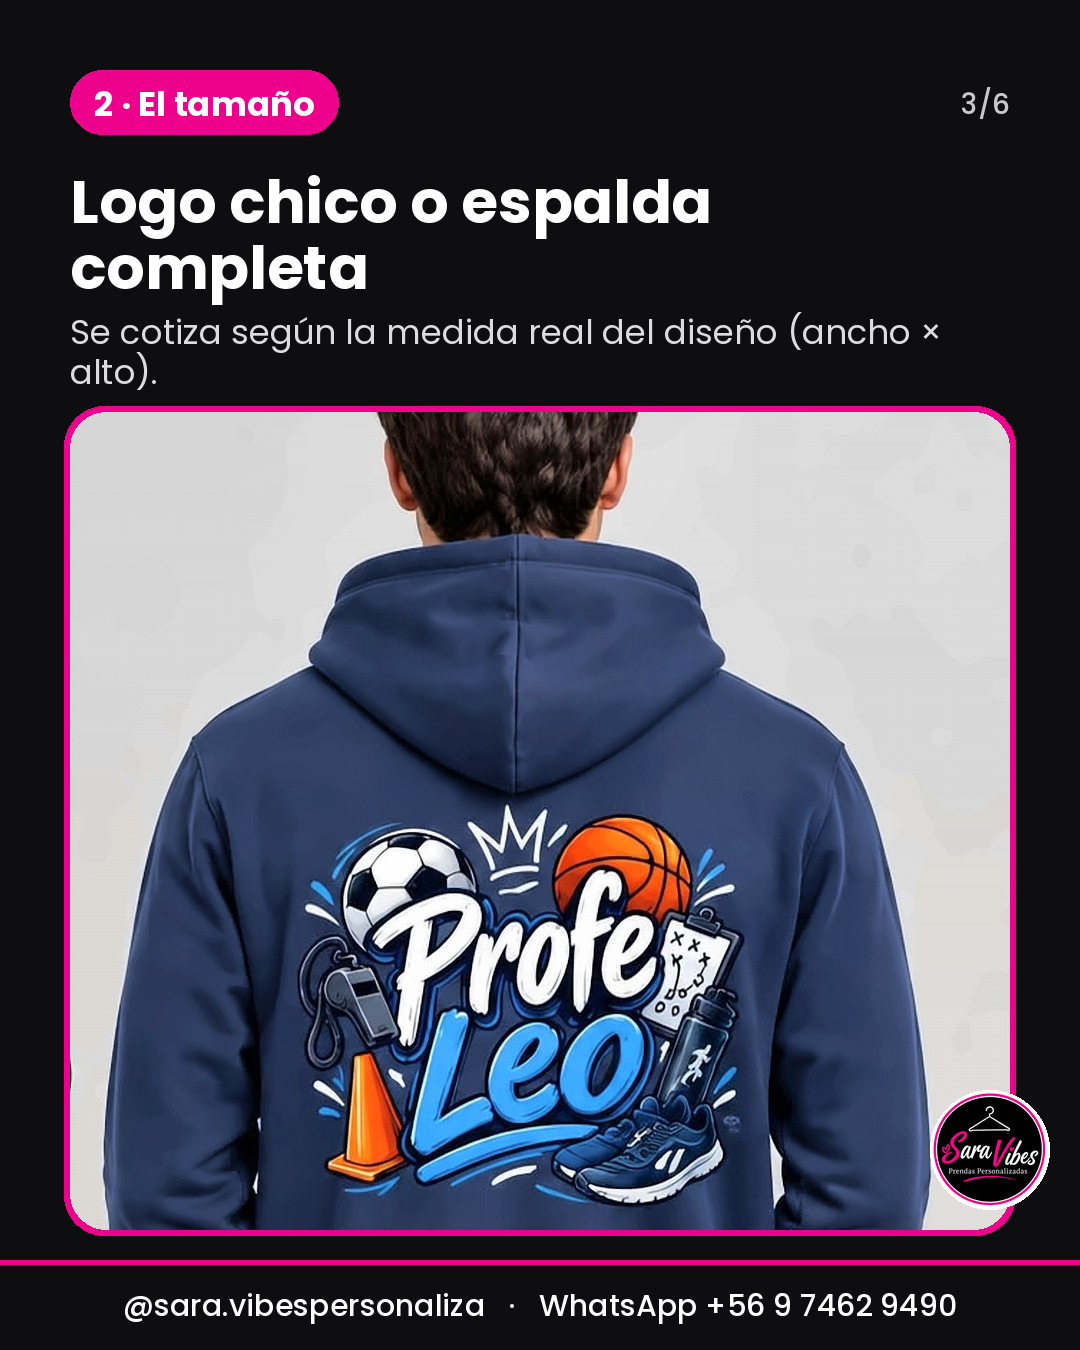 2 · El tamaño
3/6
Logo chico o espalda
completa
Se cotiza según la medida real del diseño (ancho ×
alto).
Profe
Leo
Sara Vibes
Prendas Personalizadas
@sara.vibespersonaliza · WhatsApp +56 9 7462 9490